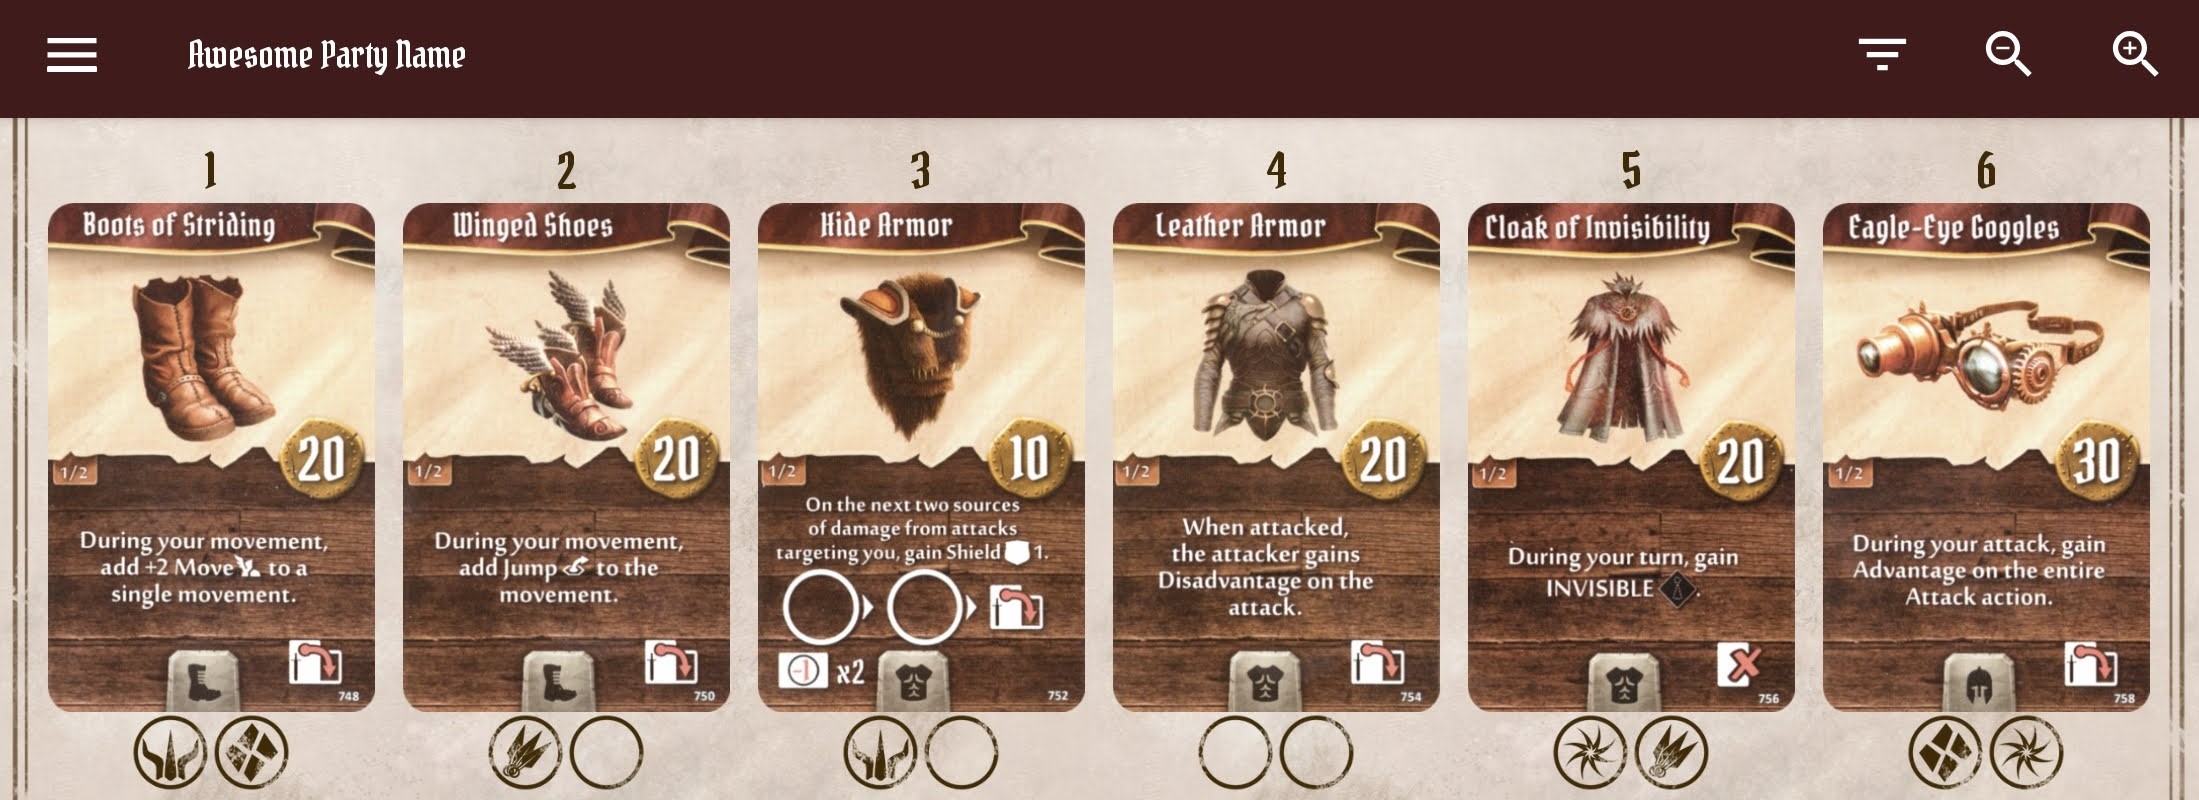 Awesome Party Name
1
2
3
4
5
6
Boots of Striding
20
1/2
During your movement,
add +2 Move to a
single movement.
748
Winged Shoes
20
1/2
During your movement,
add Jump to the
movement.
750
Hide Armor
10
1/2
On the next two sources
of damage from attacks
targeting you, gain Shield 1.
-1 x2
752
Leather Armor
20
1/2
When attacked,
the attacker gains
Disadvantage on the
attack.
754
Cloak of Invisibility
20
1/2
During your turn, gain
INVISIBLE .
756
Eagle-Eye Goggles
30
1/2
During your attack, gain
Advantage on the entire
Attack action.
758